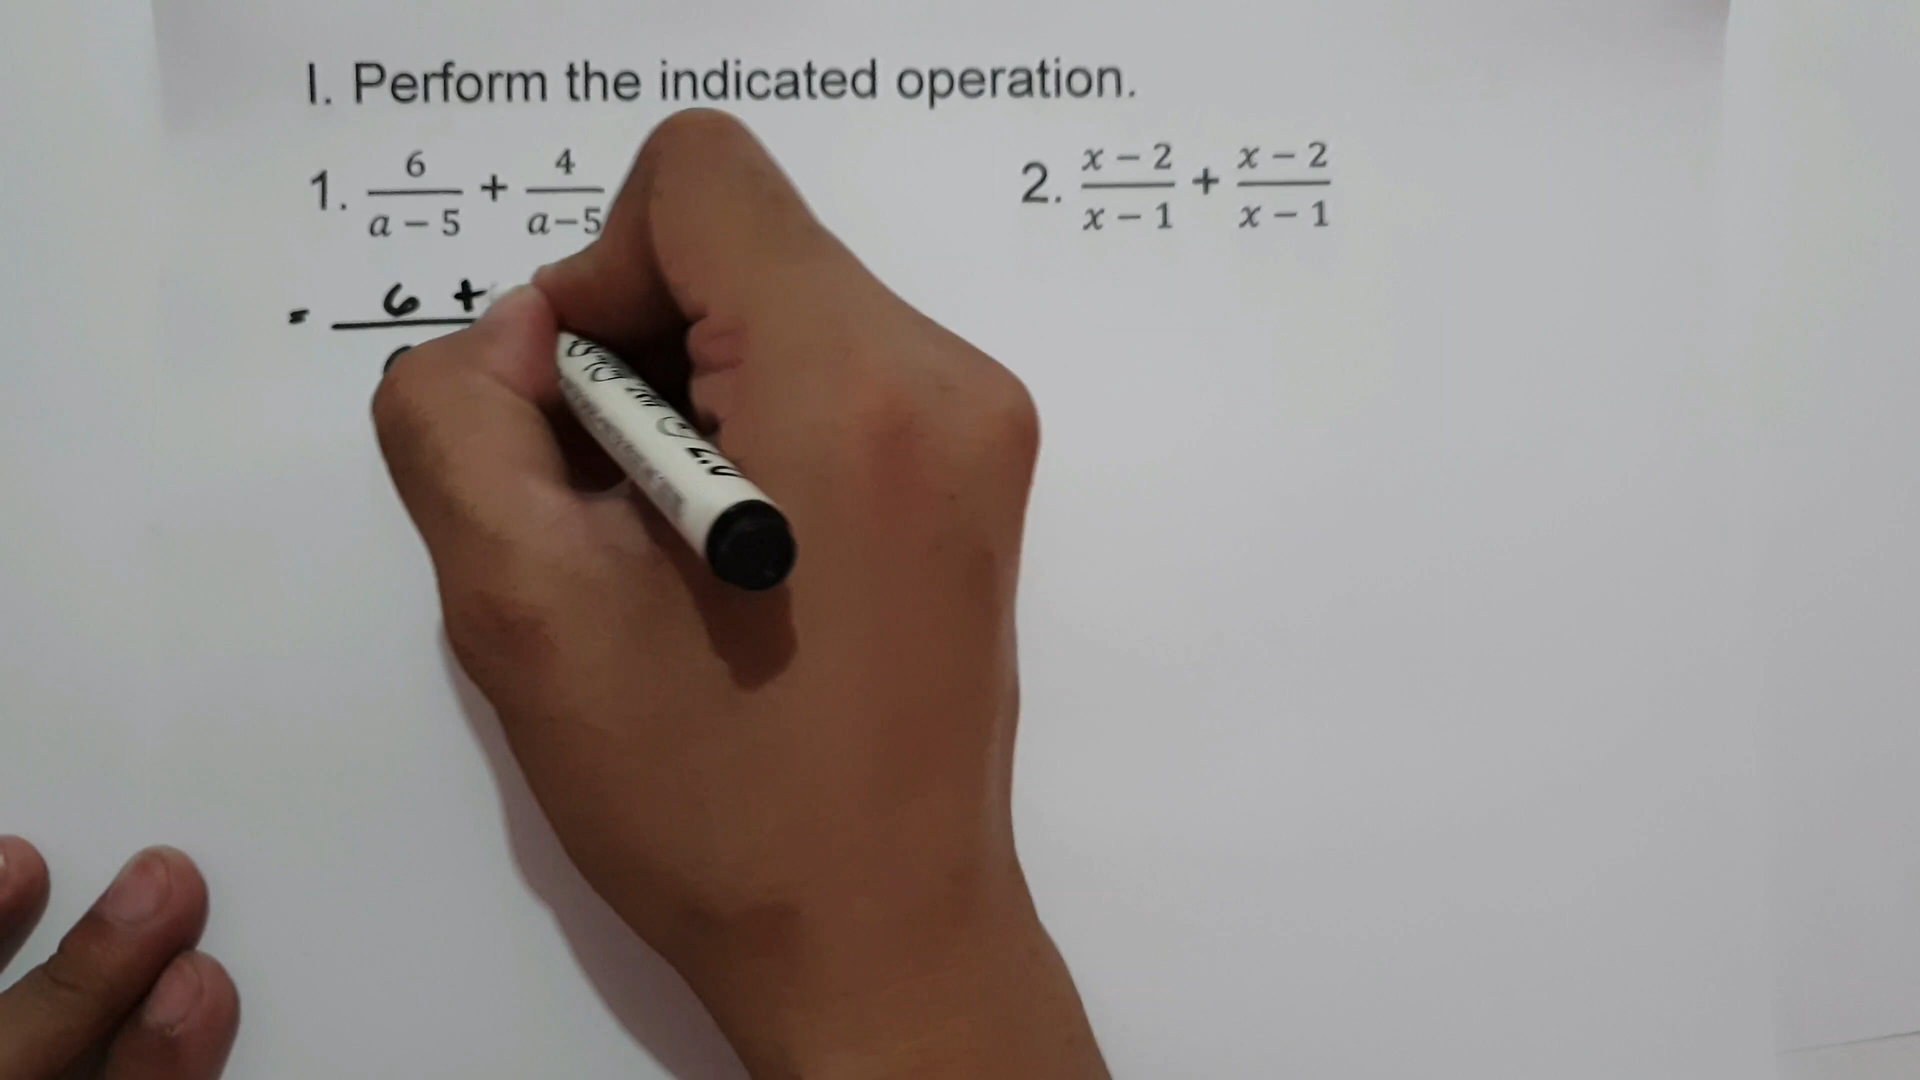 I. Perform the indicated operation.
1. 6/(a − 5) + 4/(a−5)
2. (x − 2)/(x − 1) + (x − 2)/(x − 1)
= 6 +